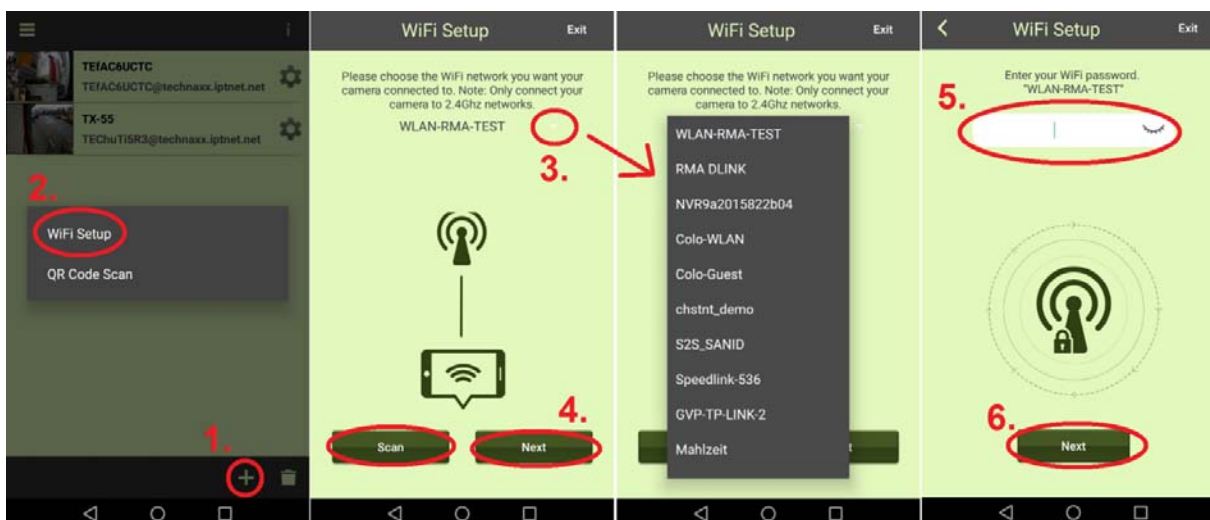 TEfAC6UCTC
TEfAC6UCTC@technaxx.iptnet.net
TX-55
TEChuTi5R3@technaxx.iptnet.net
2.
WiFi Setup
QR Code Scan
1.
WiFi Setup
Exit
Please choose the WiFi network you want your
camera connected to. Note: Only connect your
camera to 2.4Ghz networks.
WLAN-RMA-TEST
3.
4.
Scan
Next
WiFi Setup
Exit
Please choose the WiFi network you want your
camera connected to. Note: Only connect your
camera to 2.4Ghz networks.
WLAN-RMA-TEST
RMA DLINK
NVR9a2015822b04
Colo-WLAN
Colo-Guest
chstnt_demo
S2S_SANID
Speedlink-536
GVP-TP-LINK-2
Mahlzeit
WiFi Setup
Exit
Enter your WiFi password.
"WLAN-RMA-TEST"
5.
6.
Next